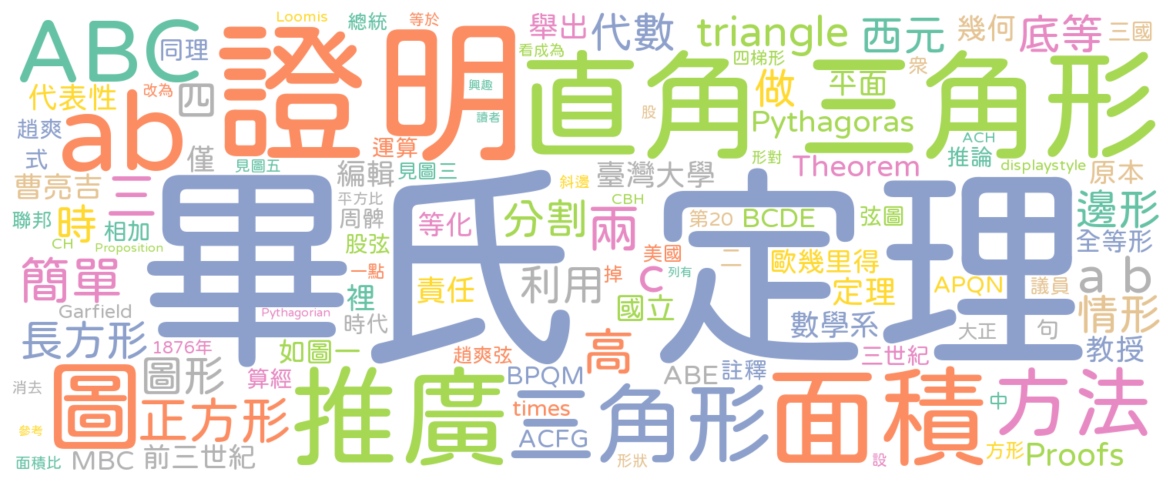 Loomis
總統
等於
舉出
代數
triangle
西元
幾何
底等
三國
ABC
同理
證明
看成為
四梯形
直角三角形
衆
代表性
改為
四
興趣
做
平面
ab
讀者
股
Pythagoras
趙爽
運算
ACH
式
僅
見圖五
編輯
見圖三
形對
Theorem
推論
displaystyle
原本
曹亮吉
三
畢氏定理
臺灣大學
斜邊
平方比
CBH
聯邦
時
相加
周髀
等化
分割
兩
第20
BCDE
弦圖
邊形
CH
Proposition
股弦
美國
二
歐幾里得
全等形
簡單
一點
責任
利用
掉
c
列有
定理
APQN
議員
a b
Garfield
Pythagorian
裡
時代
國立
數學系
大正
句
情形
長方形
1876年
如圖一
趙爽弦
高
三世紀
教授
消去
圖
圖形
算經
推廣
BPQM
ABE
註釋
面積
方法
正方形
times
三角形
中
參考
ACFG
面積比
MBC
前三世紀
形狀
設
方形
Proofs